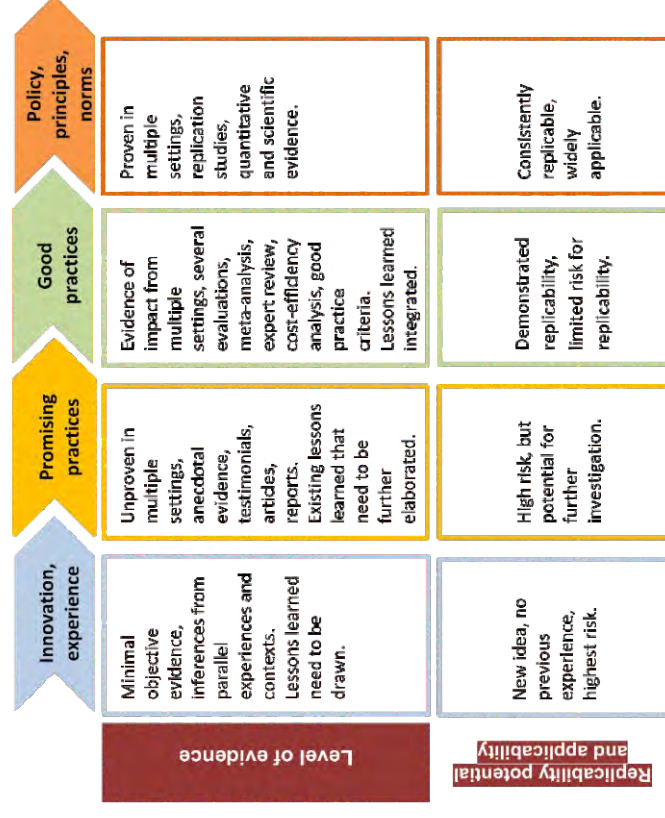 Innovation,
experience
Promising
practices
Good
practices
Policy,
principles,
norms
Level of evidence
Minimal
objective
evidence,
inferences from
parallel
experiences and
contexts.
Lessons learned
need to be
drawn.
Unproven in
multiple
settings,
anecdotal
evidence,
testimonials,
articles,
reports.
Existing lessons
learned that
need to be
further
elaborated.
Evidence of
impact from
multiple
settings, several
evaluations,
meta-analysis,
expert review,
cost-efficiency
analysis, good
practice
criteria.
Lessons learned
integrated.
Proven in
multiple
settings,
replication
studies,
quantitative
and scientific
evidence.
Replicability potential
and applicability
New idea, no
previous
experience,
highest risk.
High risk, but
potential for
further
investigation.
Demonstrated
replicability,
limited risk for
replicability.
Consistently
replicable,
widely
applicable.